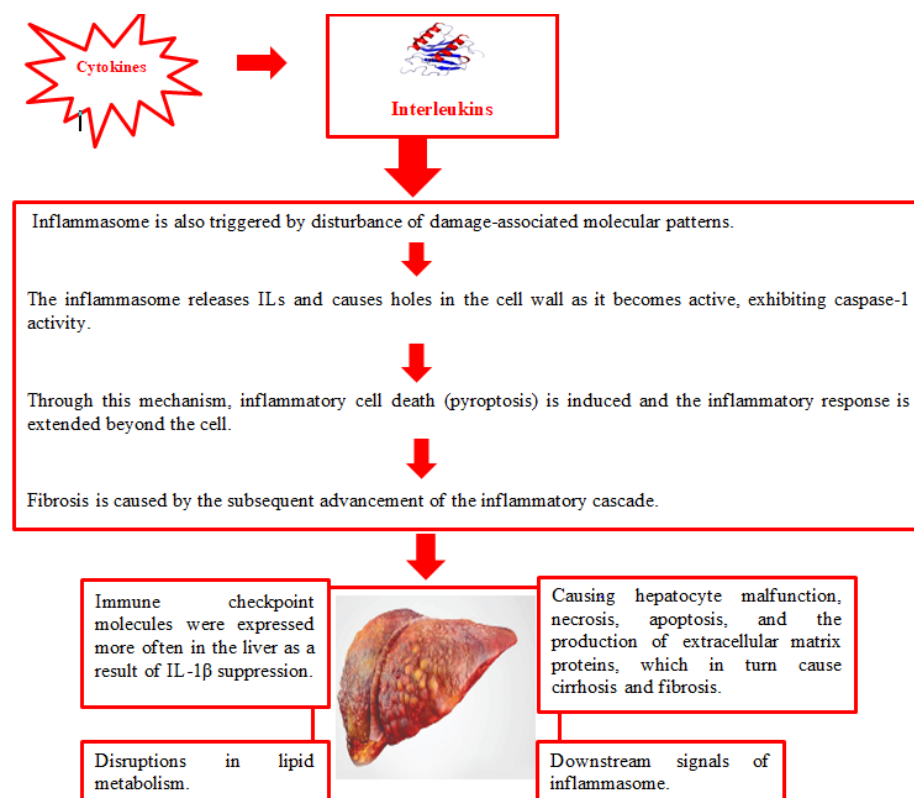 Cytokines
Interleukins
Inflammasome is also triggered by disturbance of damage-associated molecular patterns.
The inflammasome releases ILs and causes holes in the cell wall as it becomes active, exhibiting caspase-1
activity.
Through this mechanism, inflammatory cell death (pyroptosis) is induced and the inflammatory response is
extended beyond the cell.
Fibrosis is caused by the subsequent advancement of the inflammatory cascade.
Immune checkpoint
molecules were expressed
more often in the liver as a
result of IL-1β suppression.
Causing hepatocyte malfunction,
necrosis, apoptosis, and the
production of extracellular matrix
proteins, which in turn cause
cirrhosis and fibrosis.
Disruptions in lipid
metabolism.
Downstream signals of
inflammasome.